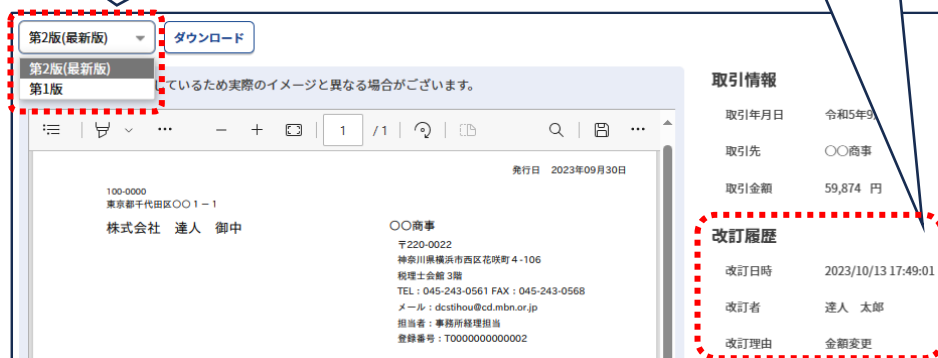 第2版(最新版)
ダウンロード
第2版(最新版)
第1版
しているため実際のイメージと異なる場合がございます。
1 / 1
発行日 2023年09月30日
100-0000
東京都千代田区〇〇1－1
株式会社 達人 御中
〇〇商事
〒220-0022
神奈川県横浜市西区花咲町4-106
税理士会館 3階
TEL：045-243-0561 FAX：045-243-0568
メール：dcstihou@cd.mbn.or.jp
担当者：事務所経理担当
登録番号：T0000000000002
取引情報
取引年月日 令和5年9
取引先 〇〇商事
取引金額 59,874 円
改訂履歴
改訂日時 2023/10/13 17:49:01
改訂者 達人 太郎
改訂理由 金額変更